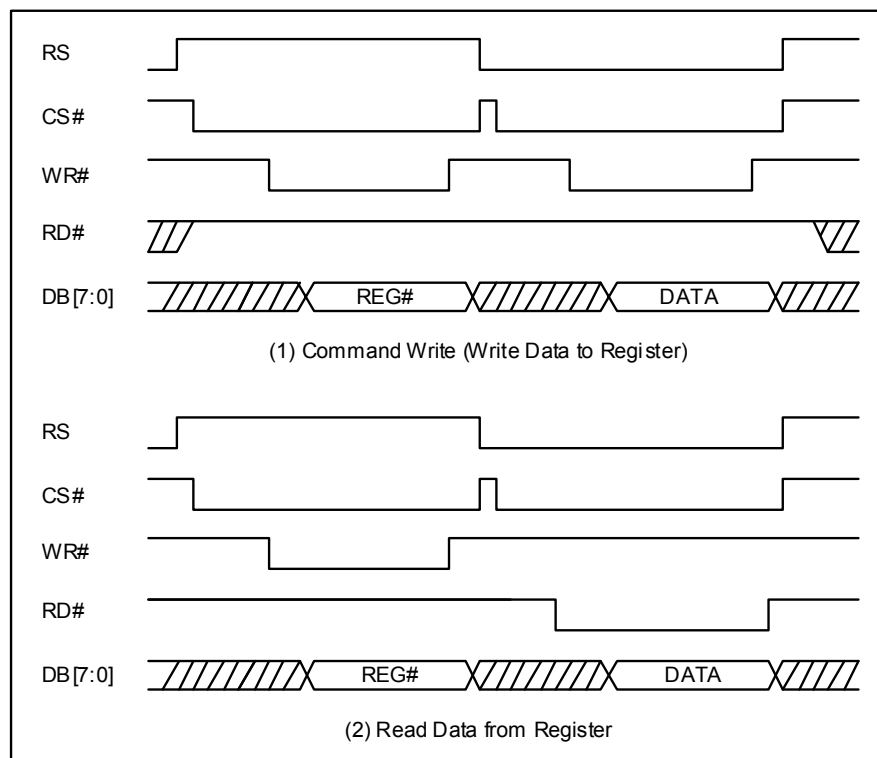 RS
CS#
WR#
RD#
DB[7:0] REG# DATA
(1) Command Write (Write Data to Register)
RS
CS#
WR#
RD#
DB[7:0] REG# DATA
(2) Read Data from Register